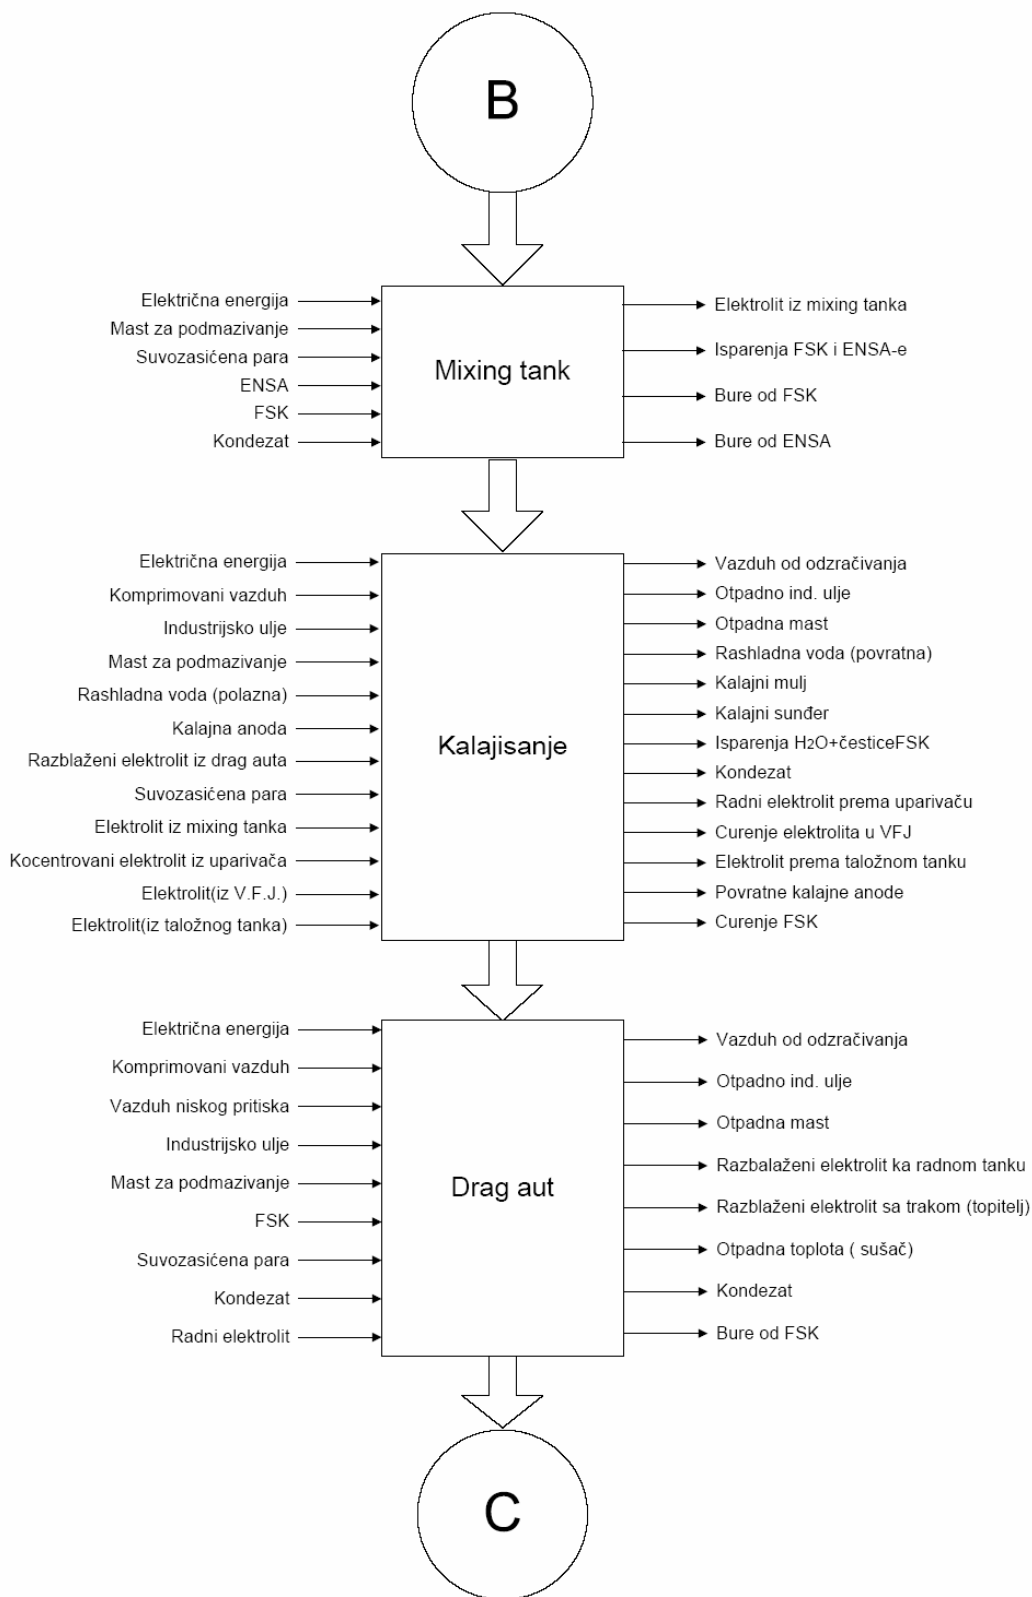 B
Električna energija
Mast za podmazivanje
Suvozasićena para
ENSA
FSK
Kondezat
Mixing tank
Elektrolit iz mixing tanka
Isparenja FSK i ENSA-e
Bure od FSK
Bure od ENSA
Električna energija
Komprimovani vazduh
Industrijsko ulje
Mast za podmazivanje
Rashladna voda (polazna)
Kalajna anoda
Razblaženi elektrolit iz drag auta
Suvozasićena para
Elektrolit iz mixing tanka
Kocentrovani elektrolit iz uparivača
Elektrolit(iz V.F.J.)
Elektrolit(iz taložnog tanka)
Kalajisanje
Vazduh od odzračivanja
Otpadno ind. ulje
Otpadna mast
Rashladna voda (povratna)
Kalajni mulj
Kalajni sunđer
Isparenja H2O+česticeFSK
Kondezat
Radni elektrolit prema uparivaču
Curenje elektrolita u VFJ
Elektrolit prema taložnom tanku
Povratne kalajne anode
Curenje FSK
Električna energija
Komprimovani vazduh
Vazduh niskog pritiska
Industrijsko ulje
Mast za podmazivanje
FSK
Suvozasićena para
Kondezat
Radni elektrolit
Drag aut
Vazduh od odzračivanja
Otpadno ind. ulje
Otpadna mast
Razbalaženi elektrolit ka radnom tanku
Razblaženi elektrolit sa trakom (topitelj)
Otpadna toplota ( sušač)
Kondezat
Bure od FSK
C